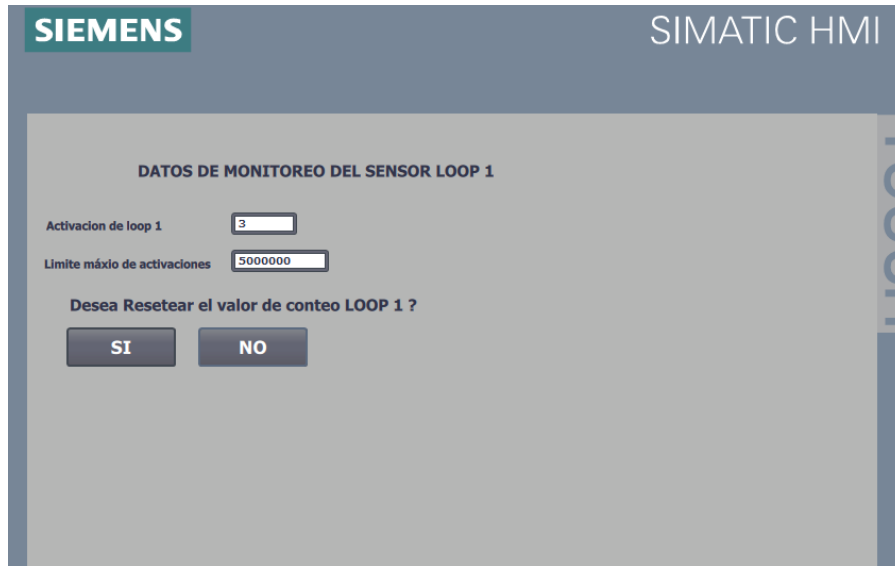 SIEMENS
SIMATIC HMI
DATOS DE MONITOREO DEL SENSOR LOOP 1
Activacion de loop 1
3
Limite máxio de activaciones
5000000
Desea Resetear el valor de conteo LOOP 1 ?
SI
NO